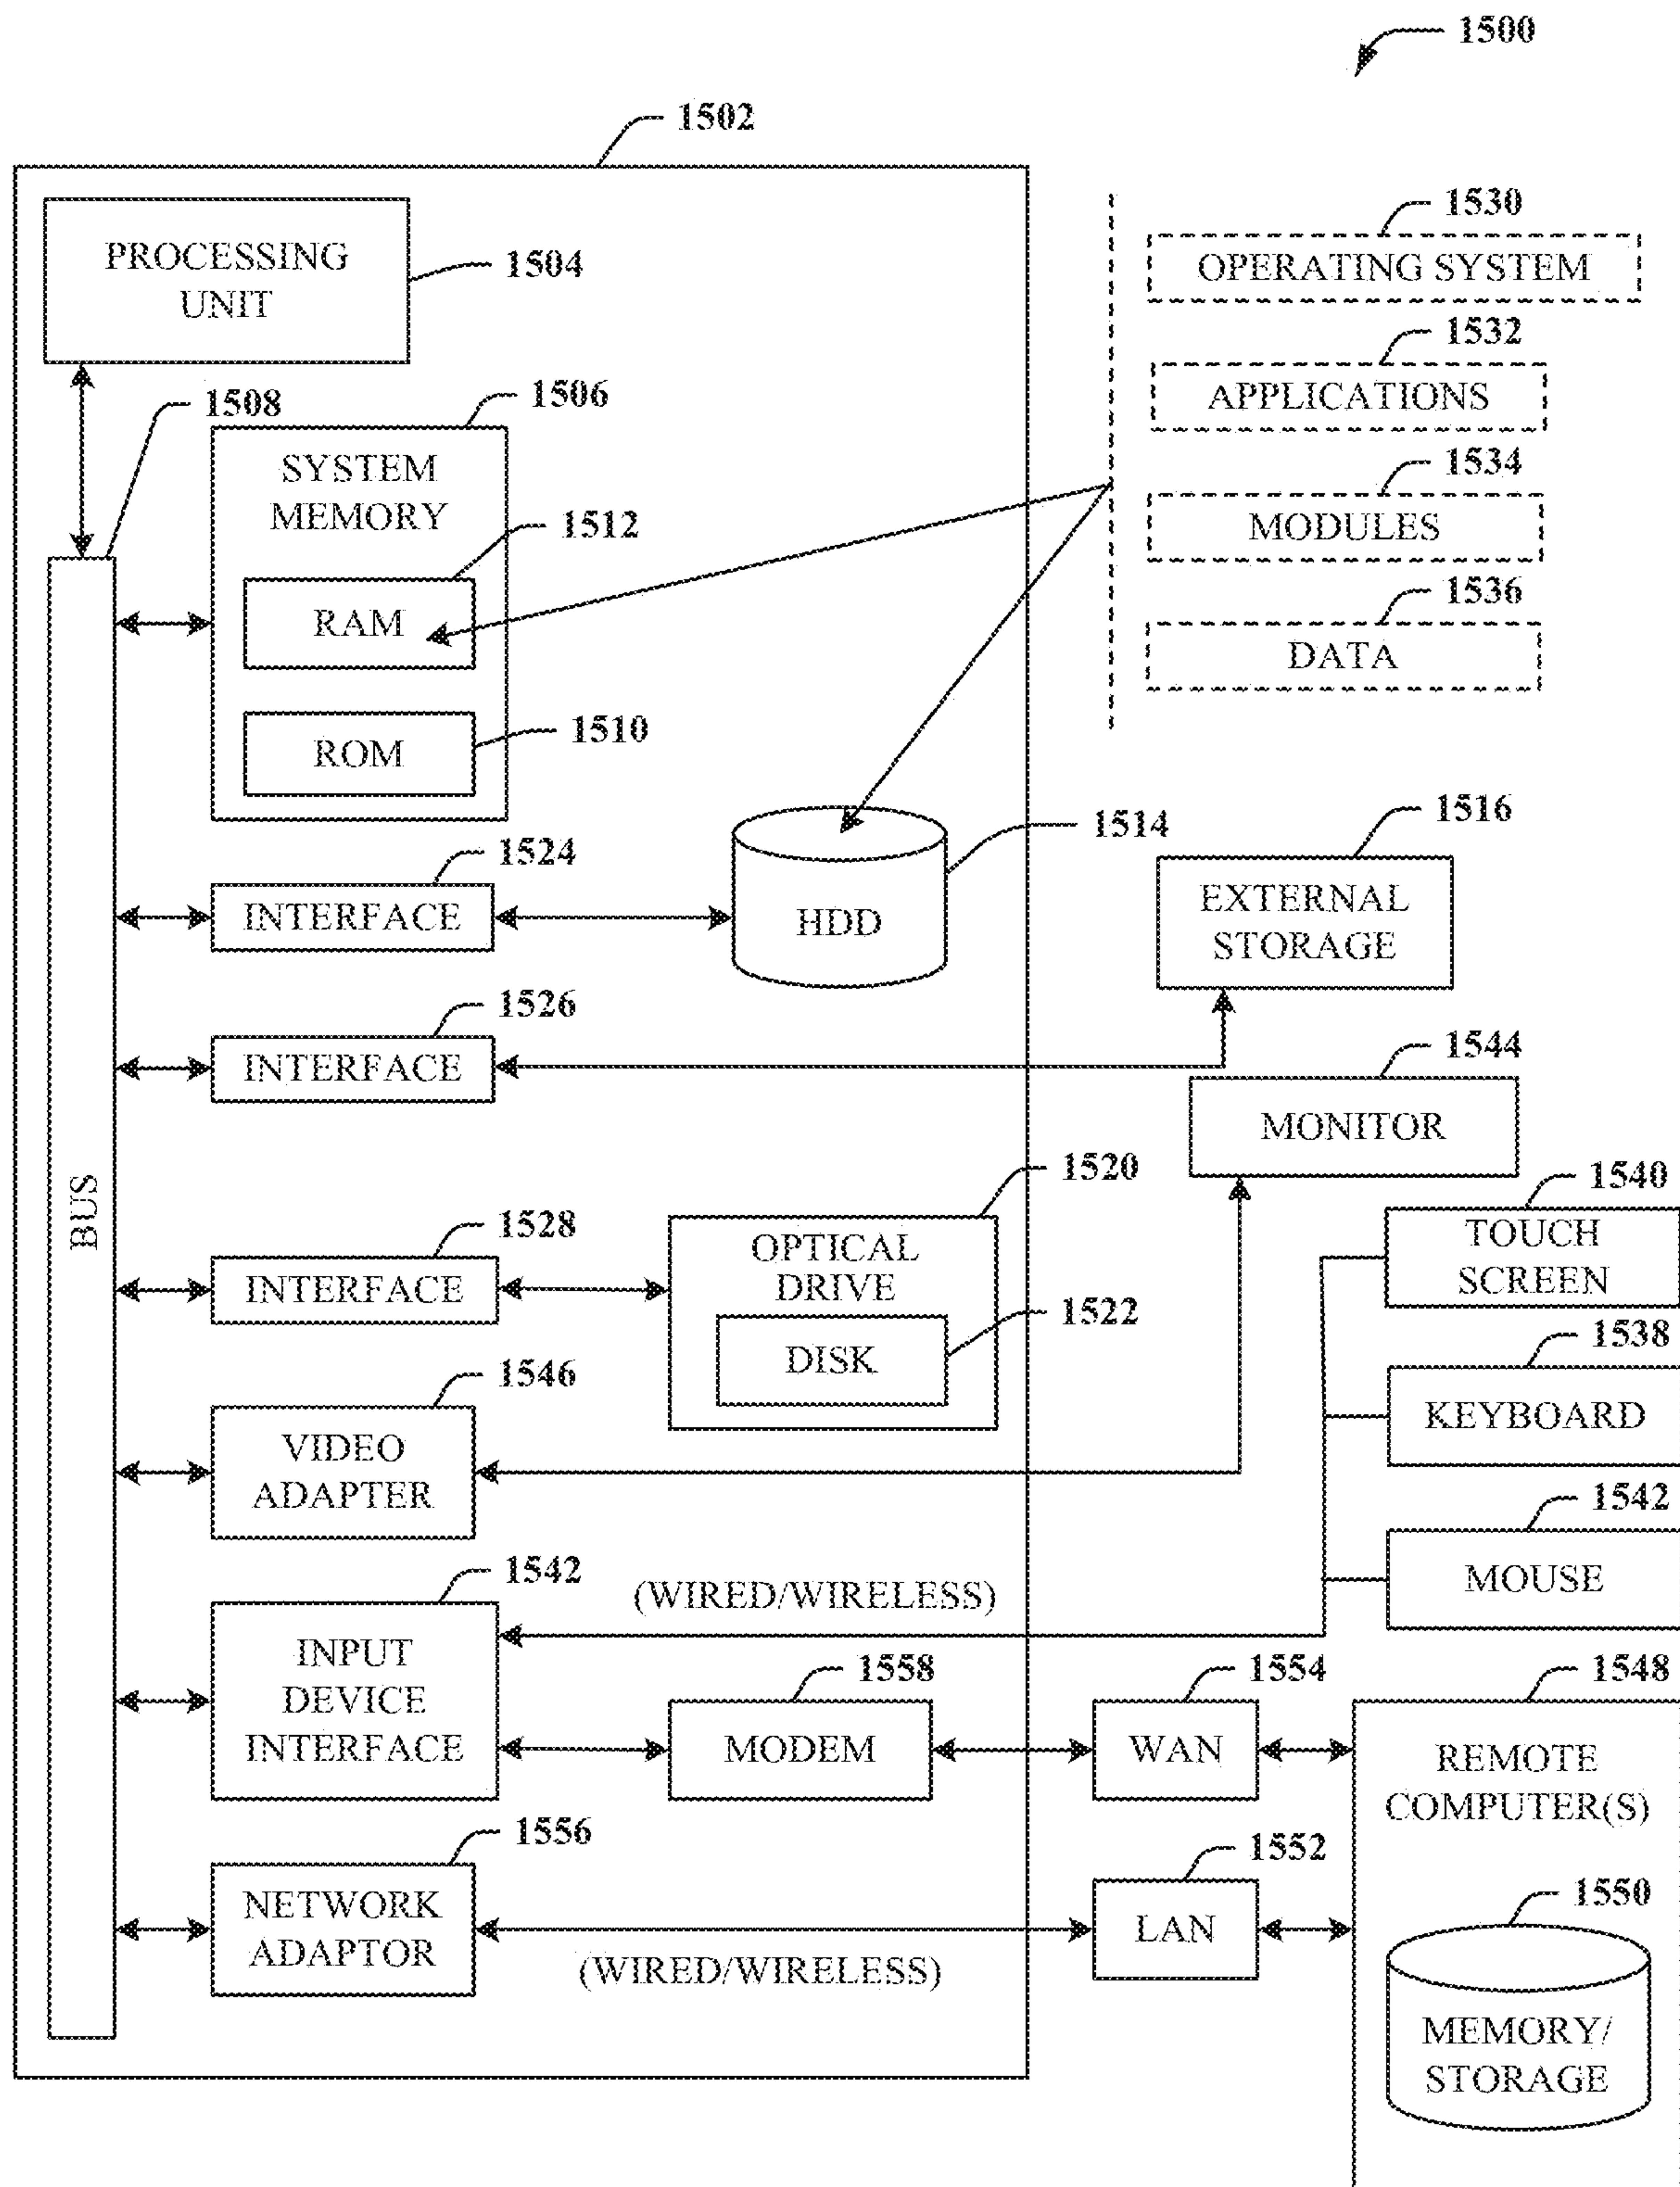 1500
1502
PROCESSING
UNIT
1504
1530
OPERATING SYSTEM
1532
APPLICATIONS
1534
MODULES
1536
DATA
1508
1506
SYSTEM
MEMORY
1512
RAM
1510
ROM
1524
INTERFACE
1514
HDD
1516
EXTERNAL
STORAGE
1526
INTERFACE
1544
MONITOR
BUS
1520
OPTICAL
DRIVE
1522
DISK
1528
INTERFACE
1540
TOUCH
SCREEN
1538
KEYBOARD
1546
VIDEO
ADAPTER
1542
MOUSE
1542
(WIRED/WIRELESS)
INPUT
DEVICE
INTERFACE
1558
MODEM
1554
WAN
1548
REMOTE
COMPUTER(S)
1556
NETWORK
ADAPTOR
(WIRED/WIRELESS)
1552
LAN
1550
MEMORY/
STORAGE